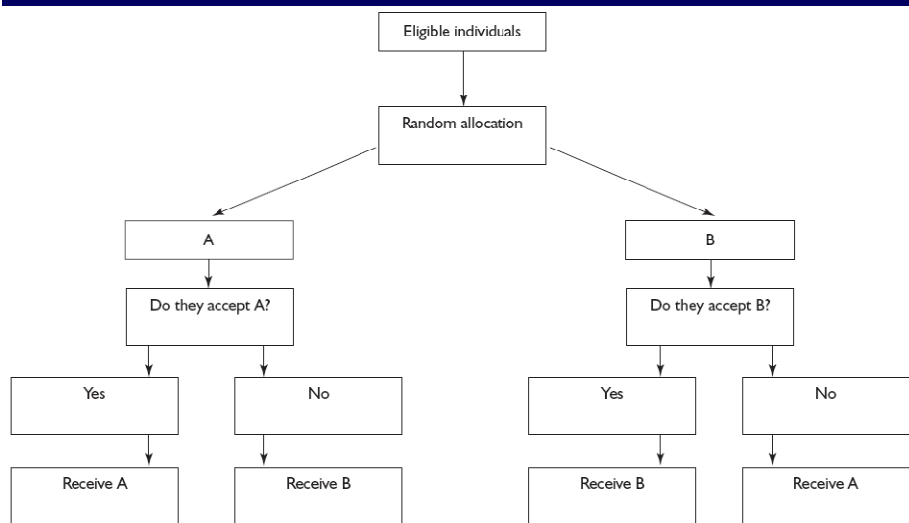 Eligible individuals
Random allocation
A
B
Do they accept A?
Do they accept B?
Yes
No
Yes
No
Receive A
Receive B
Receive B
Receive A